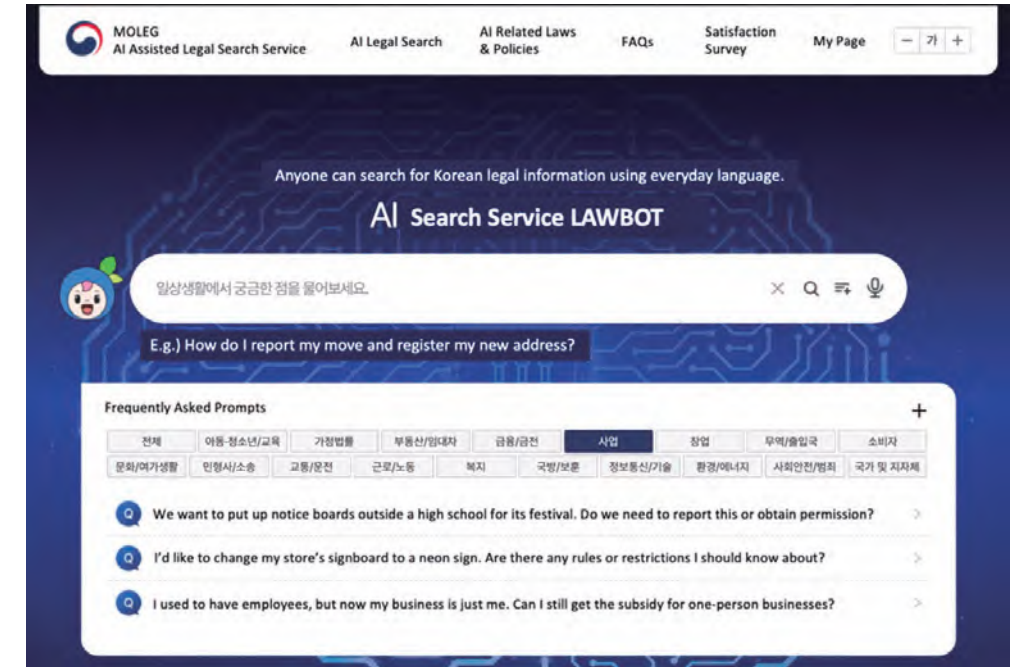 MOLEG
AI Assisted Legal Search Service
AI Legal Search
AI Related Laws
& Policies
FAQs
Satisfaction
Survey
My Page
－ 가 +
Anyone can search for Korean legal information using everyday language.
AI Search Service LAWBOT
일상생활에서 궁금한 점을 물어보세요.
E.g.) How do I report my move and register my new address?
Frequently Asked Prompts +
전체 아동·청소년/교육 가정법률 부동산/임대차 금융/금전 사업 창업 무역/출입국 소비자
문화/여가생활 민형사/소송 교통/운전 근로/노동 복지 국방/보훈 정보통신/기술 환경/에너지 사회안전/범죄 국가 및 지자체
Q We want to put up notice boards outside a high school for its festival. Do we need to report this or obtain permission?
Q I'd like to change my store's signboard to a neon sign. Are there any rules or restrictions I should know about?
Q I used to have employees, but now my business is just me. Can I still get the subsidy for one-person businesses?